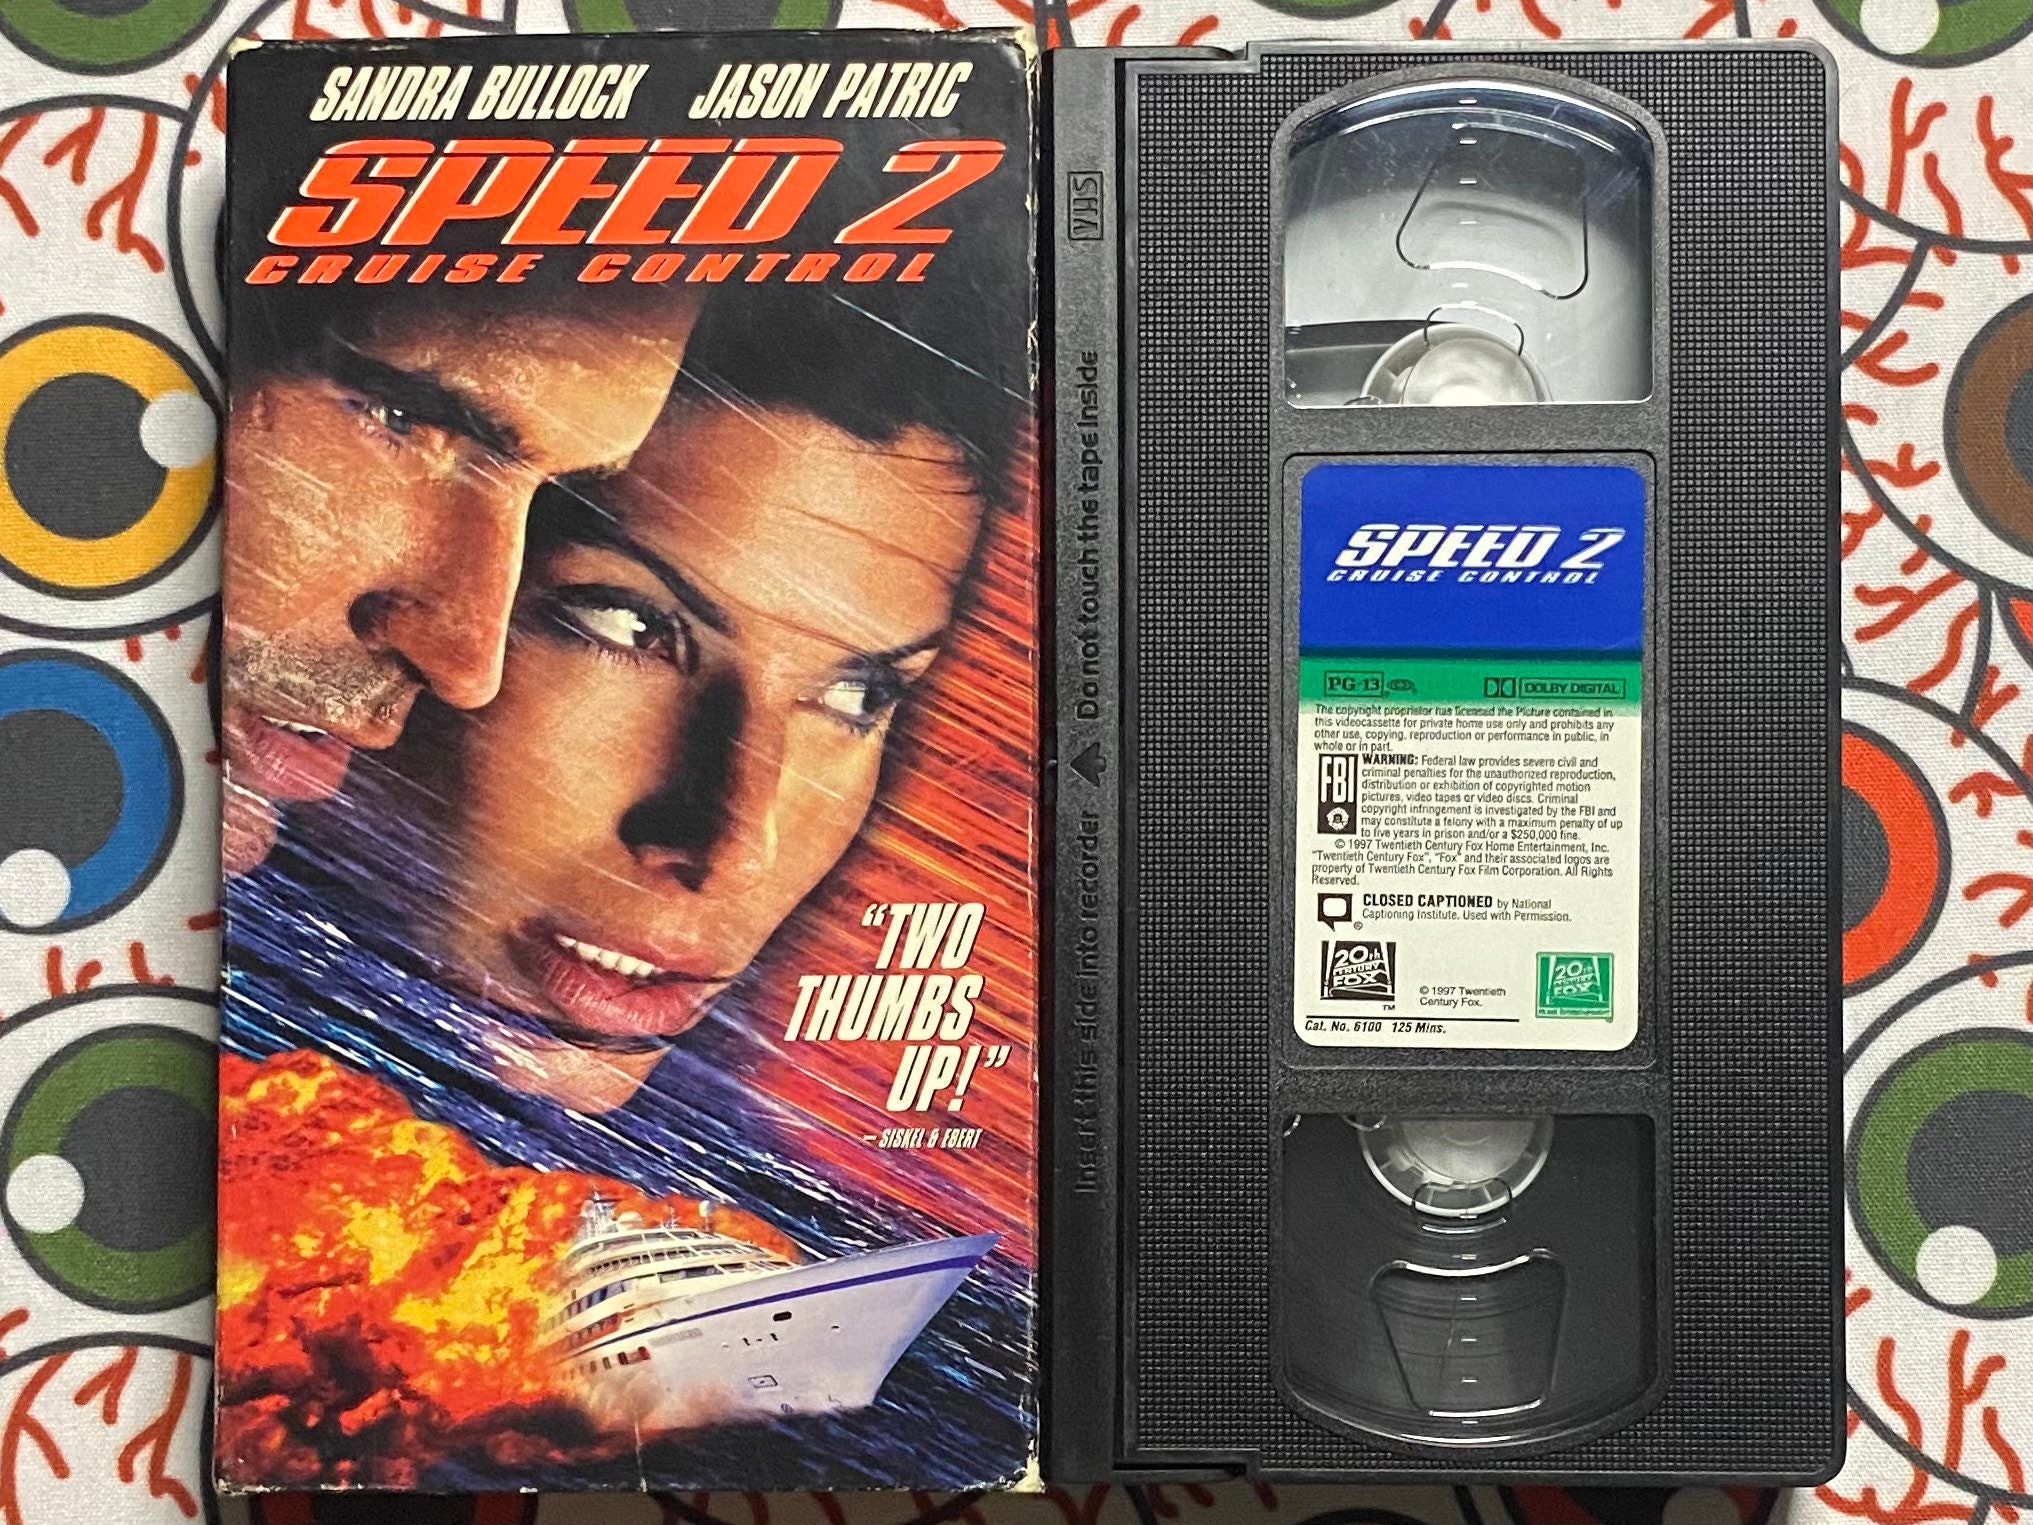 SANDRA BULLOCK JASON PATRIC
SPEED 2
CRUISE CONTROL
“TWO
THUMBS
UP!”
– SISKEL & EBERT
VHS
Insert this side into recorder ▲ Do not touch the tape inside
SPEED 2
CRUISE CONTROL
PG-13 DOLBY DIGITAL
The copyright proprietor has licensed the Picture contained in
this videocassette for private home use only and prohibits any
other use, copying, reproduction or performance in public, in
whole or in part.
FBI
WARNING: Federal law provides severe civil and
criminal penalties for the unauthorized reproduction,
distribution or exhibition of copyrighted motion
pictures, video tapes or video discs. Criminal
copyright infringement is investigated by the FBI and
may constitute a felony with a maximum penalty of up
to five years in prison and/or a $250,000 fine.
© 1997 Twentieth Century Fox Home Entertainment, Inc.
"Twentieth Century Fox", "Fox" and their associated logos are
property of Twentieth Century Fox Film Corporation. All Rights
Reserved.
CLOSED CAPTIONED by National
® Captioning Institute. Used with Permission.
20th
CENTURY
FOX
TM
© 1997 Twentieth
Century Fox.
20th
CENTURY
FOX
Cat. No. 6100 125 Mins.